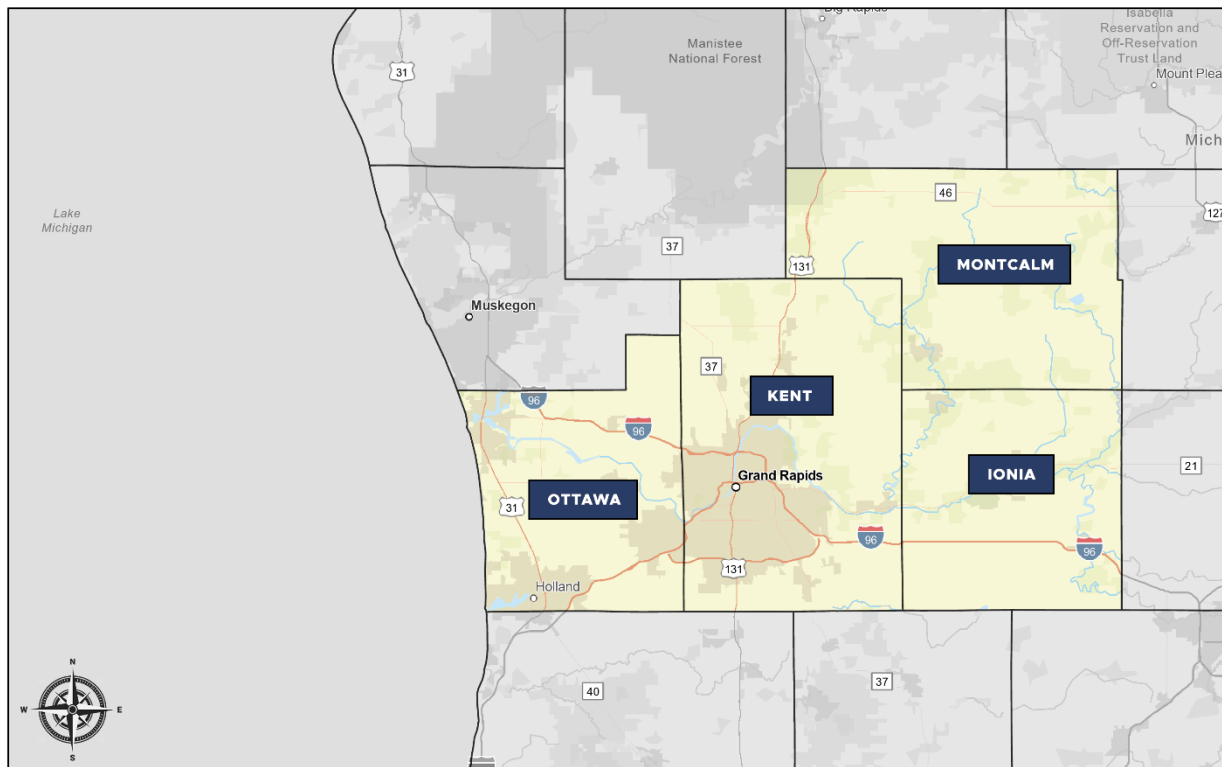 Big Rapids
Isabella
Reservation and
Off-Reservation
Trust Land
Manistee
National Forest
31
Mount Plea
Mich
46
Lake
Michigan
127
37
131
MONTCALM
Muskegon
37
KENT
96
96
Grand Rapids
21
IONIA
OTTAWA
31
96
96
131
Holland
N
W
E
S
40
37